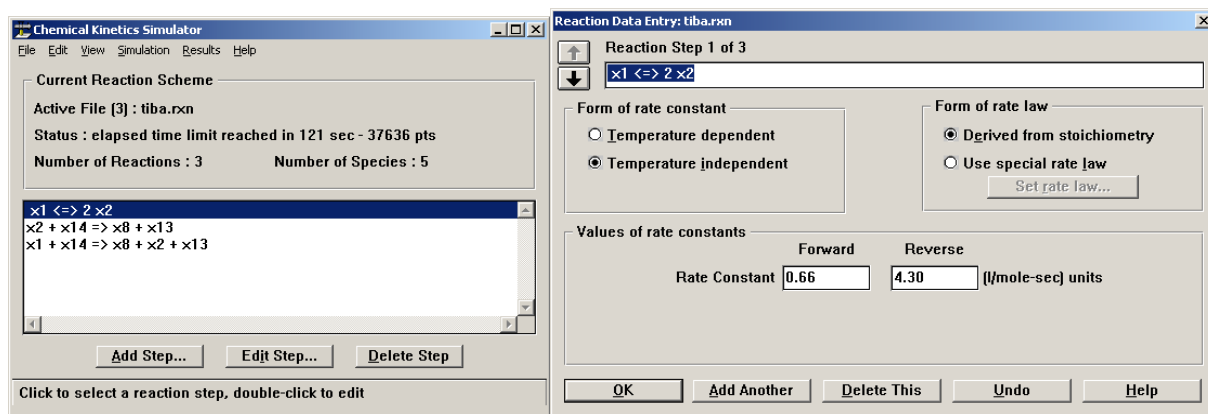 Chemical Kinetics Simulator
File Edit View Simulation Results Help
Current Reaction Scheme
Active File (3) : tiba.rxn
Status : elapsed time limit reached in 121 sec - 37636 pts
Number of Reactions : 3 Number of Species : 5
x1 <=> 2 x2
x2 + x14 => x8 + x13
x1 + x14 => x8 + x2 + x13
Add Step... Edit Step... Delete Step
Click to select a reaction step, double-click to edit
Reaction Data Entry: tiba.rxn
Reaction Step 1 of 3
x1 <=> 2 x2
Form of rate constant
Temperature dependent
Temperature independent
Form of rate law
Derived from stoichiometry
Use special rate law
Set rate law...
Values of rate constants
Forward Reverse
Rate Constant 0.66 4.30 (l/mole-sec) units
OK Add Another Delete This Undo Help